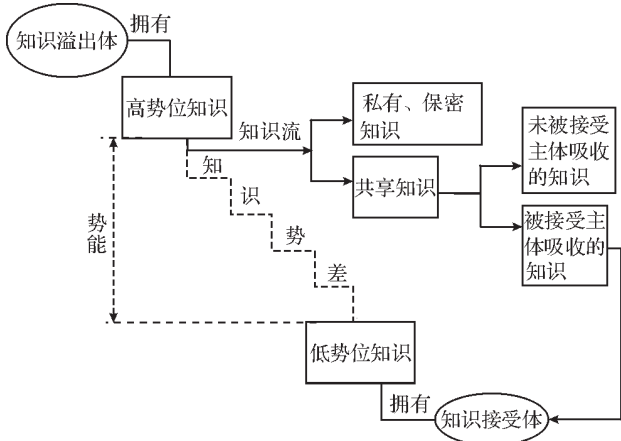 知识溢出体
拥有
高势位知识
知识流
私有、保密
知识
共享知识
未被接受
主体吸收
的知识
被接受主
体吸收的
知识
势能
知
识
势
差
低势位知识
拥有
知识接受体